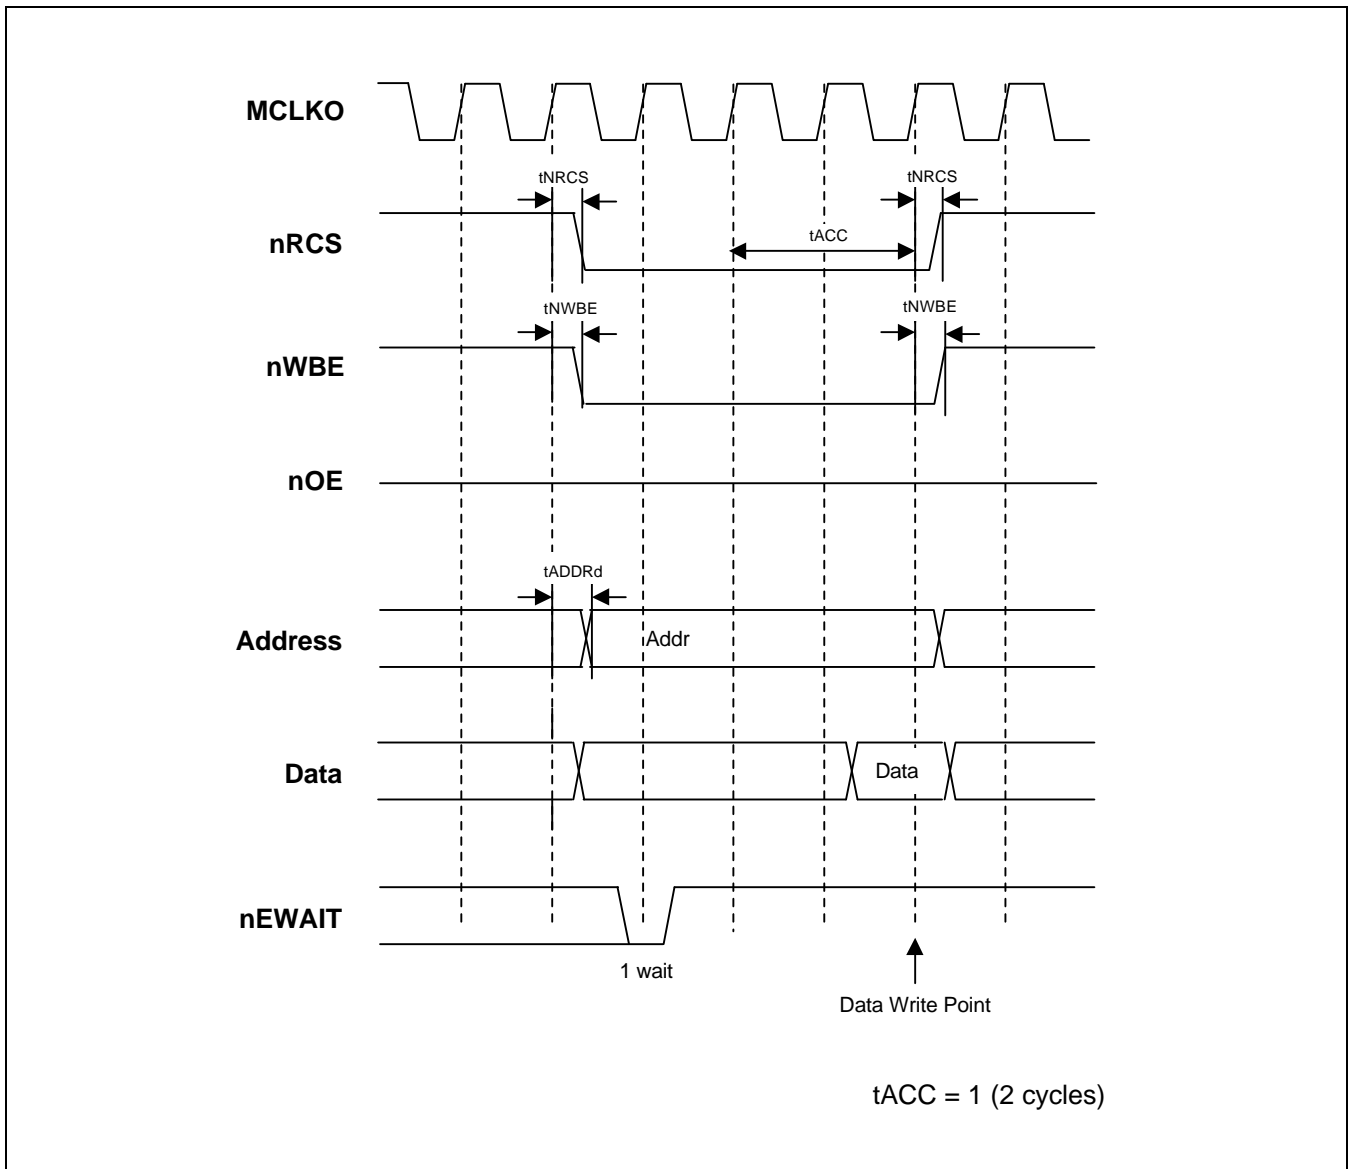 MCLKO
tNRCS
tNRCS
nRCS
tACC
tNWBE
tNWBE
nWBE
nOE
tADDRd
Address
Addr
Data
Data
nEWAIT
1 wait
Data Write Point
tACC = 1 (2 cycles)